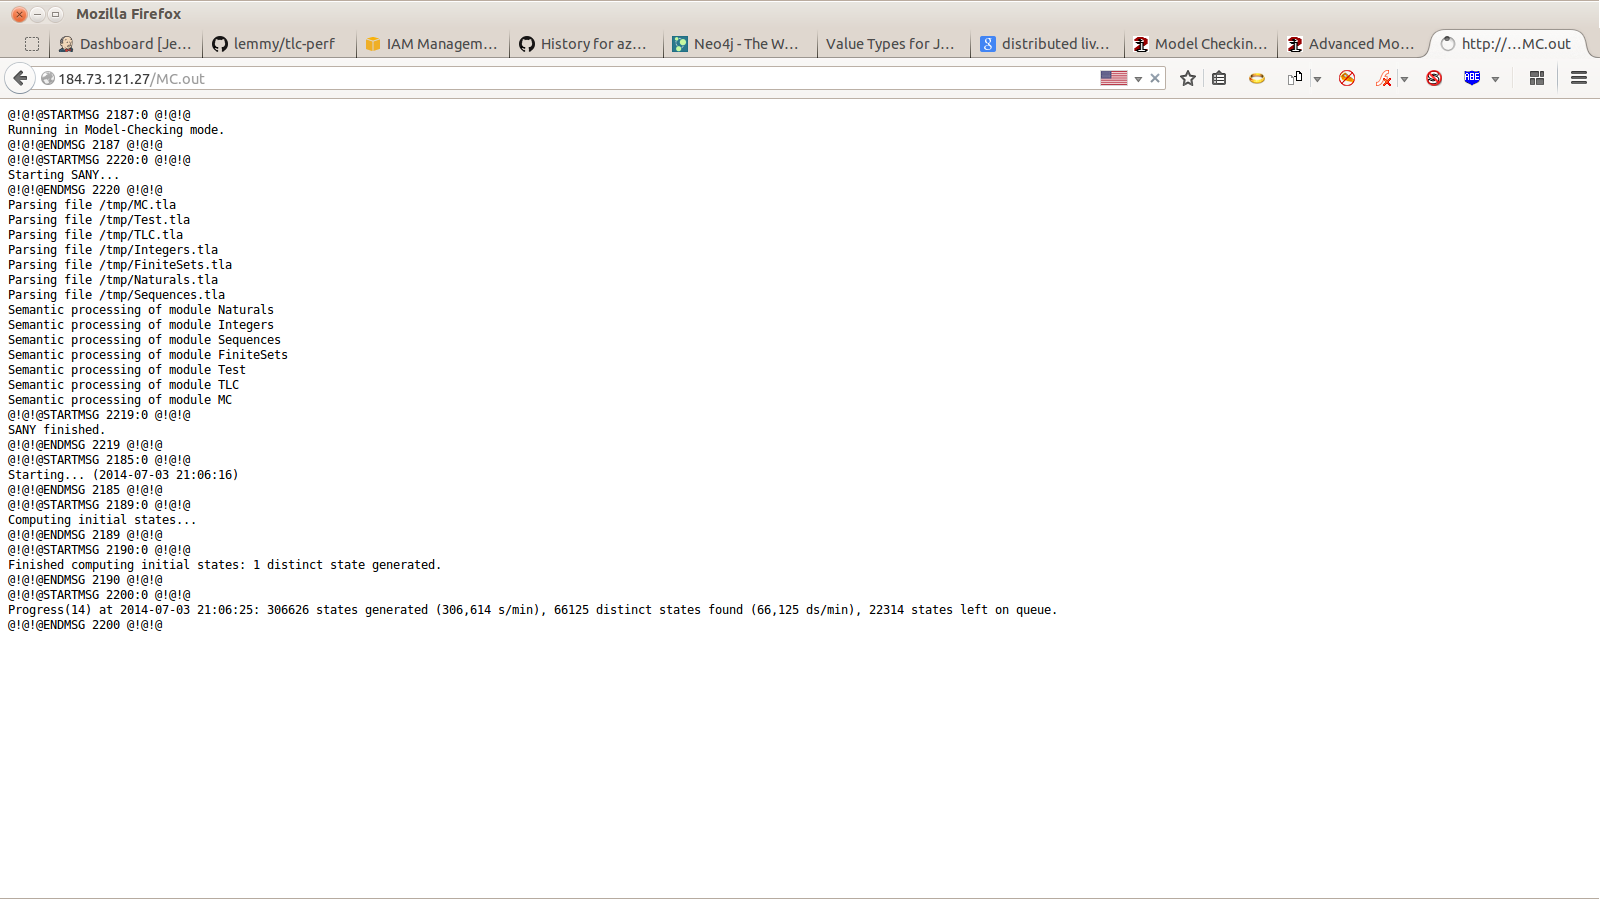 Mozilla Firefox
Dashboard [Je...
lemmy/tlc-perf
IAM Managem...
History for az...
Neo4j - The W...
Value Types for J...
distributed liv...
Model Checkin...
Advanced Mo...
http://...MC.out
184.73.121.27/MC.out
ABE
@!@!@STARTMSG 2187:0 @!@!@
Running in Model-Checking mode.
@!@!@ENDMSG 2187 @!@!@
@!@!@STARTMSG 2220:0 @!@!@
Starting SANY...
@!@!@ENDMSG 2220 @!@!@
Parsing file /tmp/MC.tla
Parsing file /tmp/Test.tla
Parsing file /tmp/TLC.tla
Parsing file /tmp/Integers.tla
Parsing file /tmp/FiniteSets.tla
Parsing file /tmp/Naturals.tla
Parsing file /tmp/Sequences.tla
Semantic processing of module Naturals
Semantic processing of module Integers
Semantic processing of module Sequences
Semantic processing of module FiniteSets
Semantic processing of module Test
Semantic processing of module TLC
Semantic processing of module MC
@!@!@STARTMSG 2219:0 @!@!@
SANY finished.
@!@!@ENDMSG 2219 @!@!@
@!@!@STARTMSG 2185:0 @!@!@
Starting... (2014-07-03 21:06:16)
@!@!@ENDMSG 2185 @!@!@
@!@!@STARTMSG 2189:0 @!@!@
Computing initial states...
@!@!@ENDMSG 2189 @!@!@
@!@!@STARTMSG 2190:0 @!@!@
Finished computing initial states: 1 distinct state generated.
@!@!@ENDMSG 2190 @!@!@
@!@!@STARTMSG 2200:0 @!@!@
Progress(14) at 2014-07-03 21:06:25: 306626 states generated (306,614 s/min), 66125 distinct states found (66,125 ds/min), 22314 states left on queue.
@!@!@ENDMSG 2200 @!@!@